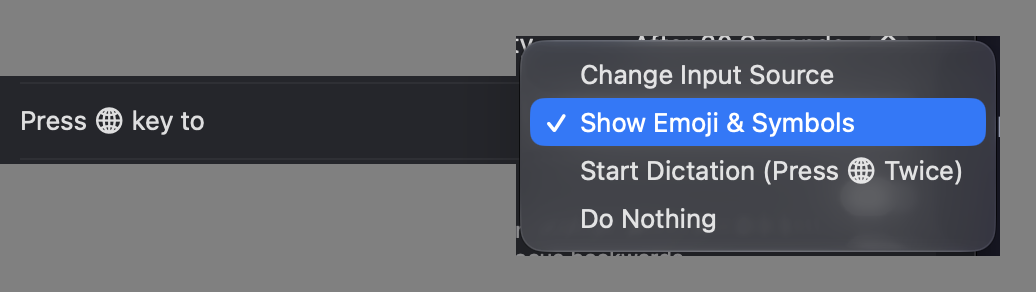 Press 🌐 key to
Change Input Source
✓ Show Emoji & Symbols
Start Dictation (Press 🌐 Twice)
Do Nothing